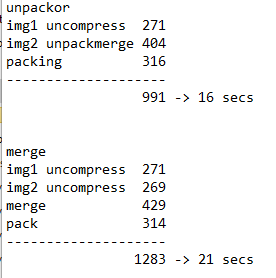 unpackor
img1 uncompress 271
img2 unpackmerge 404
packing 316
--------------------
991 -> 16 secs
merge
img1 uncompress 271
img2 uncompress 269
merge 429
pack 314
--------------------
1283 -> 21 secs